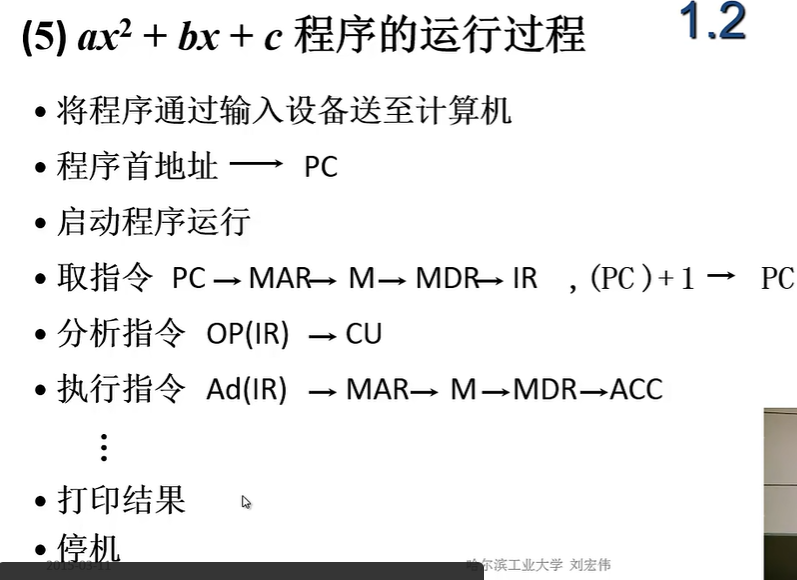 (5) ax² + bx + c 程序的运行过程
1.2
• 将程序通过输入设备送至计算机
• 程序首地址 → PC
• 启动程序运行
• 取指令 PC → MAR → M → MDR → IR , (PC) + 1 → PC
• 分析指令 OP(IR) → CU
• 执行指令 Ad(IR) → MAR → M → MDR → ACC
⋮
• 打印结果
• 停机
哈尔滨工业大学 刘宏伟